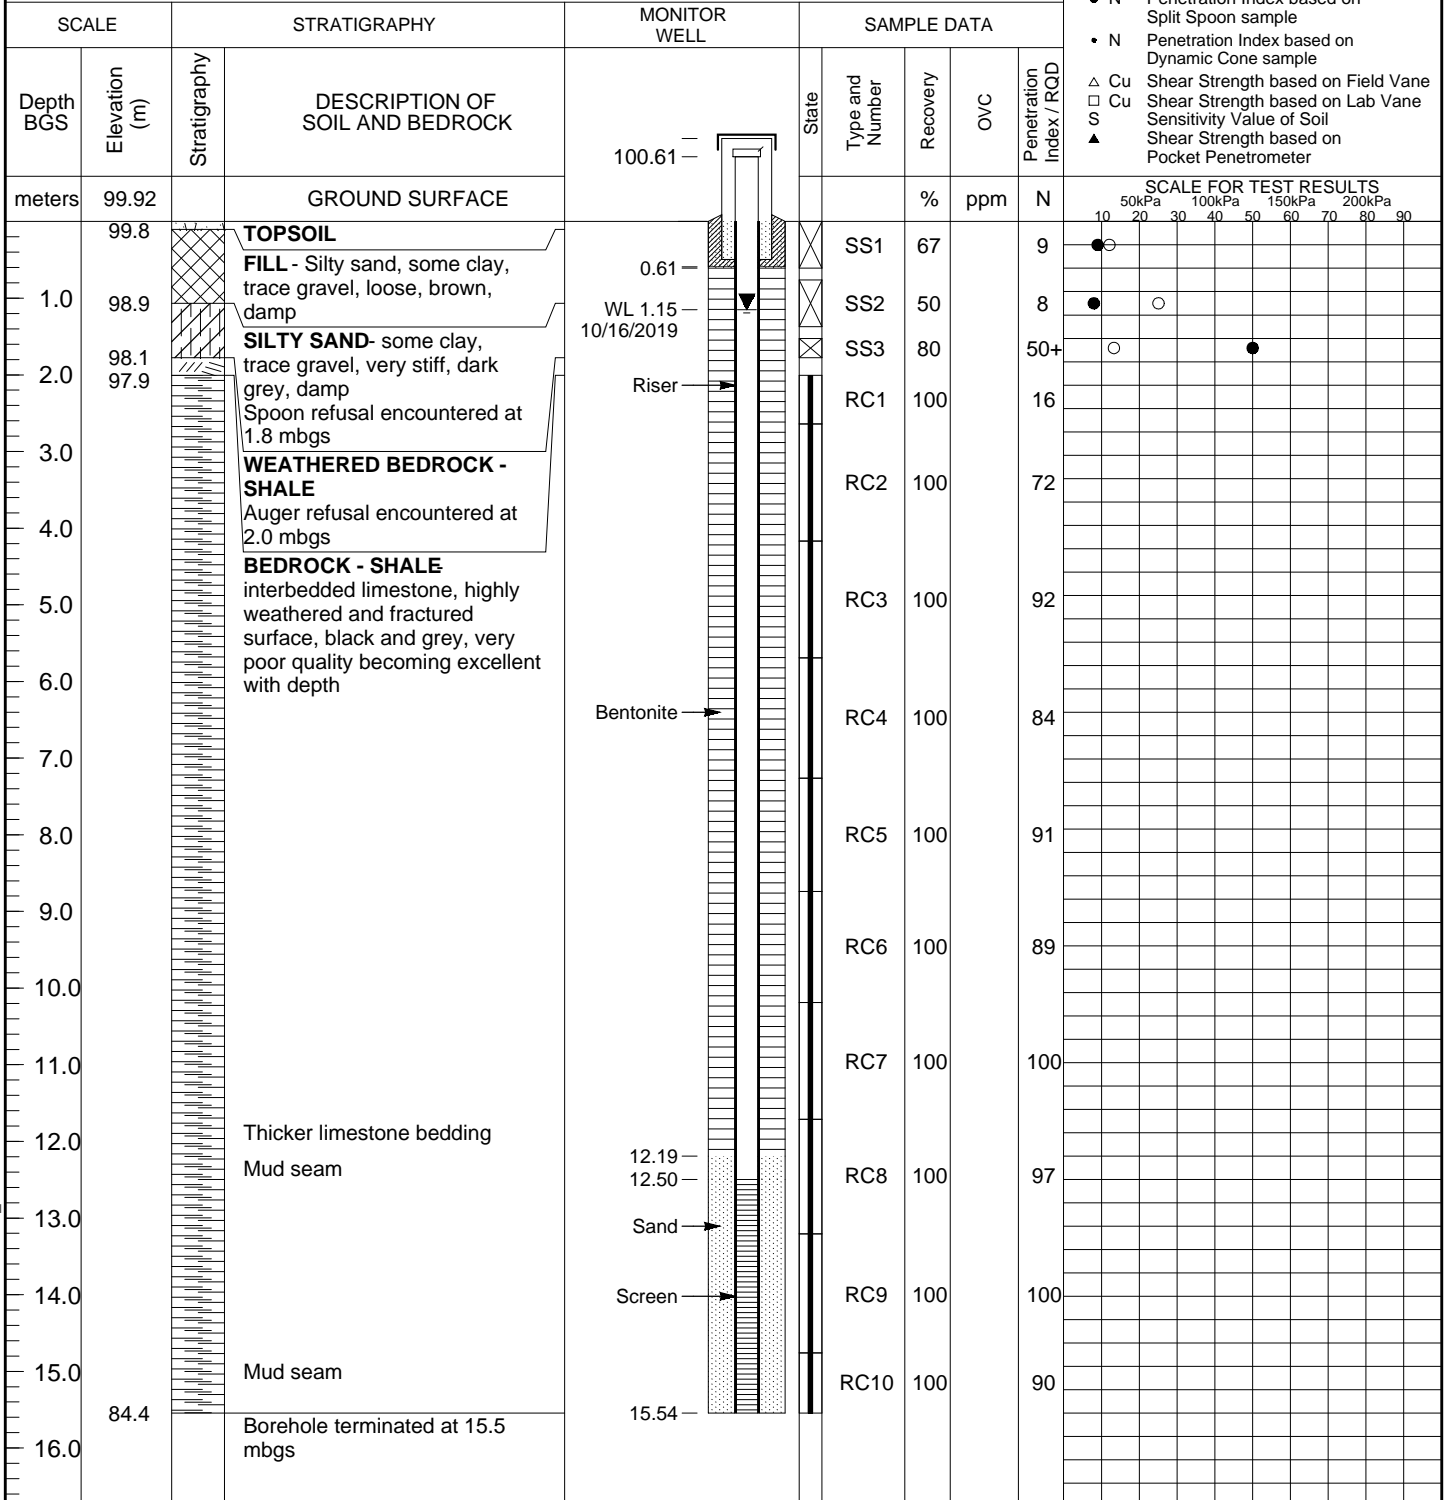 ● N Penetration Index based on
Split Spoon sample
• N Penetration Index based on
Dynamic Cone sample
△ Cu Shear Strength based on Field Vane
□ Cu Shear Strength based on Lab Vane
S Sensitivity Value of Soil
▲ Shear Strength based on
Pocket Penetrometer
SCALE STRATIGRAPHY MONITOR WELL SAMPLE DATA
Depth BGS
Elevation (m)
Stratigraphy
DESCRIPTION OF
SOIL AND BEDROCK
State
Type and Number
Recovery
OVC
Penetration Index / RQD
100.61
meters 99.92 GROUND SURFACE % ppm N
SCALE FOR TEST RESULTS
50kPa 100kPa 150kPa 200kPa
10 20 30 40 50 60 70 80 90
99.8 TOPSOIL
SS1 67 9
FILL - Silty sand, some clay,
trace gravel, loose, brown,
damp
0.61
1.0 98.9
WL 1.15
10/16/2019
SS2 50 8
SILTY SAND- some clay,
trace gravel, very stiff, dark
grey, damp
Spoon refusal encountered at
1.8 mbgs
SS3 80 50+
98.1
2.0 97.9
Riser
RC1 100 16
3.0
WEATHERED BEDROCK -
SHALE
Auger refusal encountered at
2.0 mbgs
RC2 100 72
4.0
BEDROCK - SHALE-
interbedded limestone, highly
weathered and fractured
surface, black and grey, very
poor quality becoming excellent
with depth
5.0 RC3 100 92
6.0
Bentonite
RC4 100 84
7.0
8.0 RC5 100 91
9.0
RC6 100 89
10.0
11.0 RC7 100 100
Thicker limestone bedding
12.0
12.19
Mud seam
12.50
RC8 100 97
13.0
Sand
14.0 Screen RC9 100 100
15.0 Mud seam
RC10 100 90
84.4 15.54
Borehole terminated at 15.5
mbgs
16.0